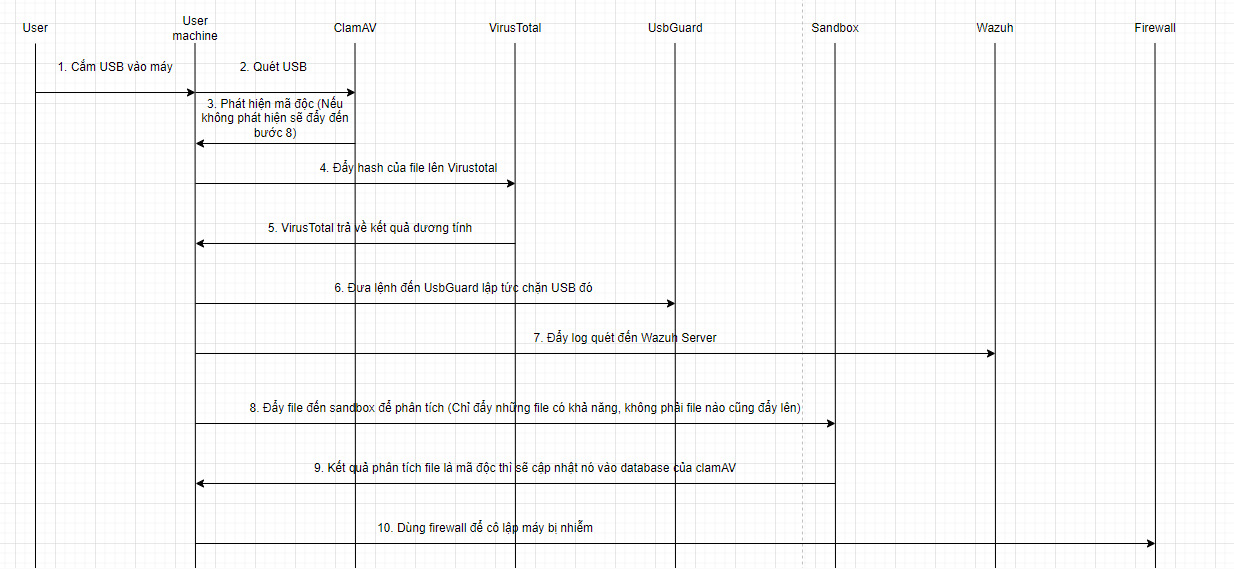 User
User
machine
ClamAV
VirusTotal
UsbGuard
Sandbox
Wazuh
Firewall
1. Cắm USB vào máy
2. Quét USB
3. Phát hiện mã độc (Nếu
không phát hiện sẽ đẩy đến
bước 8)
4. Đẩy hash của file lên Virustotal
5. VirusTotal trả về kết quả dương tính
6. Đưa lệnh đến UsbGuard lập tức chặn USB đó
7. Đẩy log quét đến Wazuh Server
8. Đẩy file đến sandbox để phân tích (Chỉ đẩy những file có khả năng, không phải file nào cũng đẩy lên)
9. Kết quả phân tích file là mã độc thì sẽ cập nhật nó vào database của clamAV
10. Dùng firewall để cô lập máy bị nhiễm